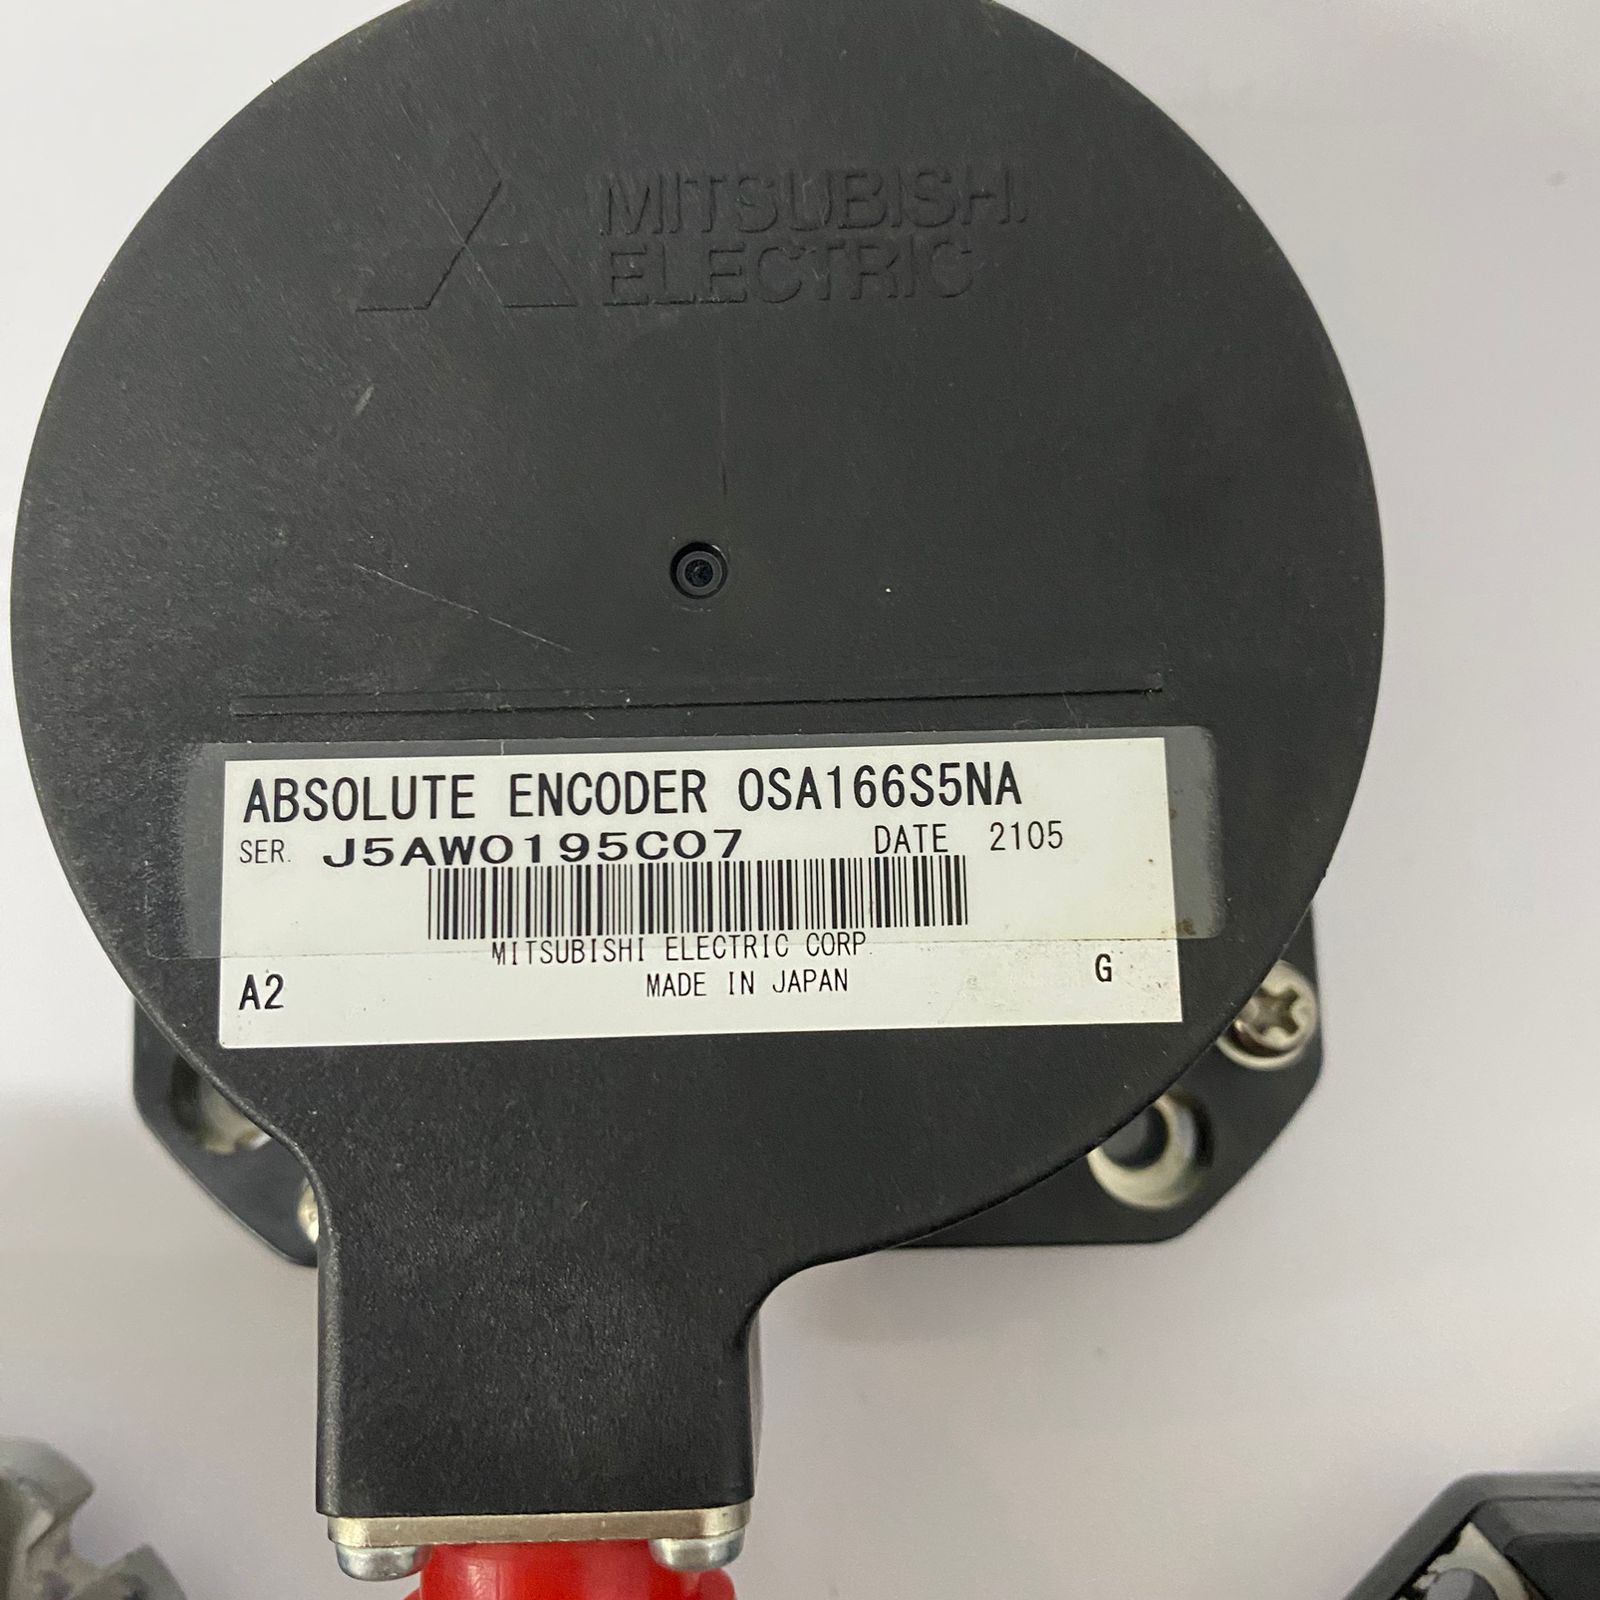 MITSUBISHI
ELECTRIC
ABSOLUTE ENCODER OSA166S5NA
SER. J5AW0195C07 DATE 2105
MITSUBISHI ELECTRIC CORP.
MADE IN JAPAN
A2 G